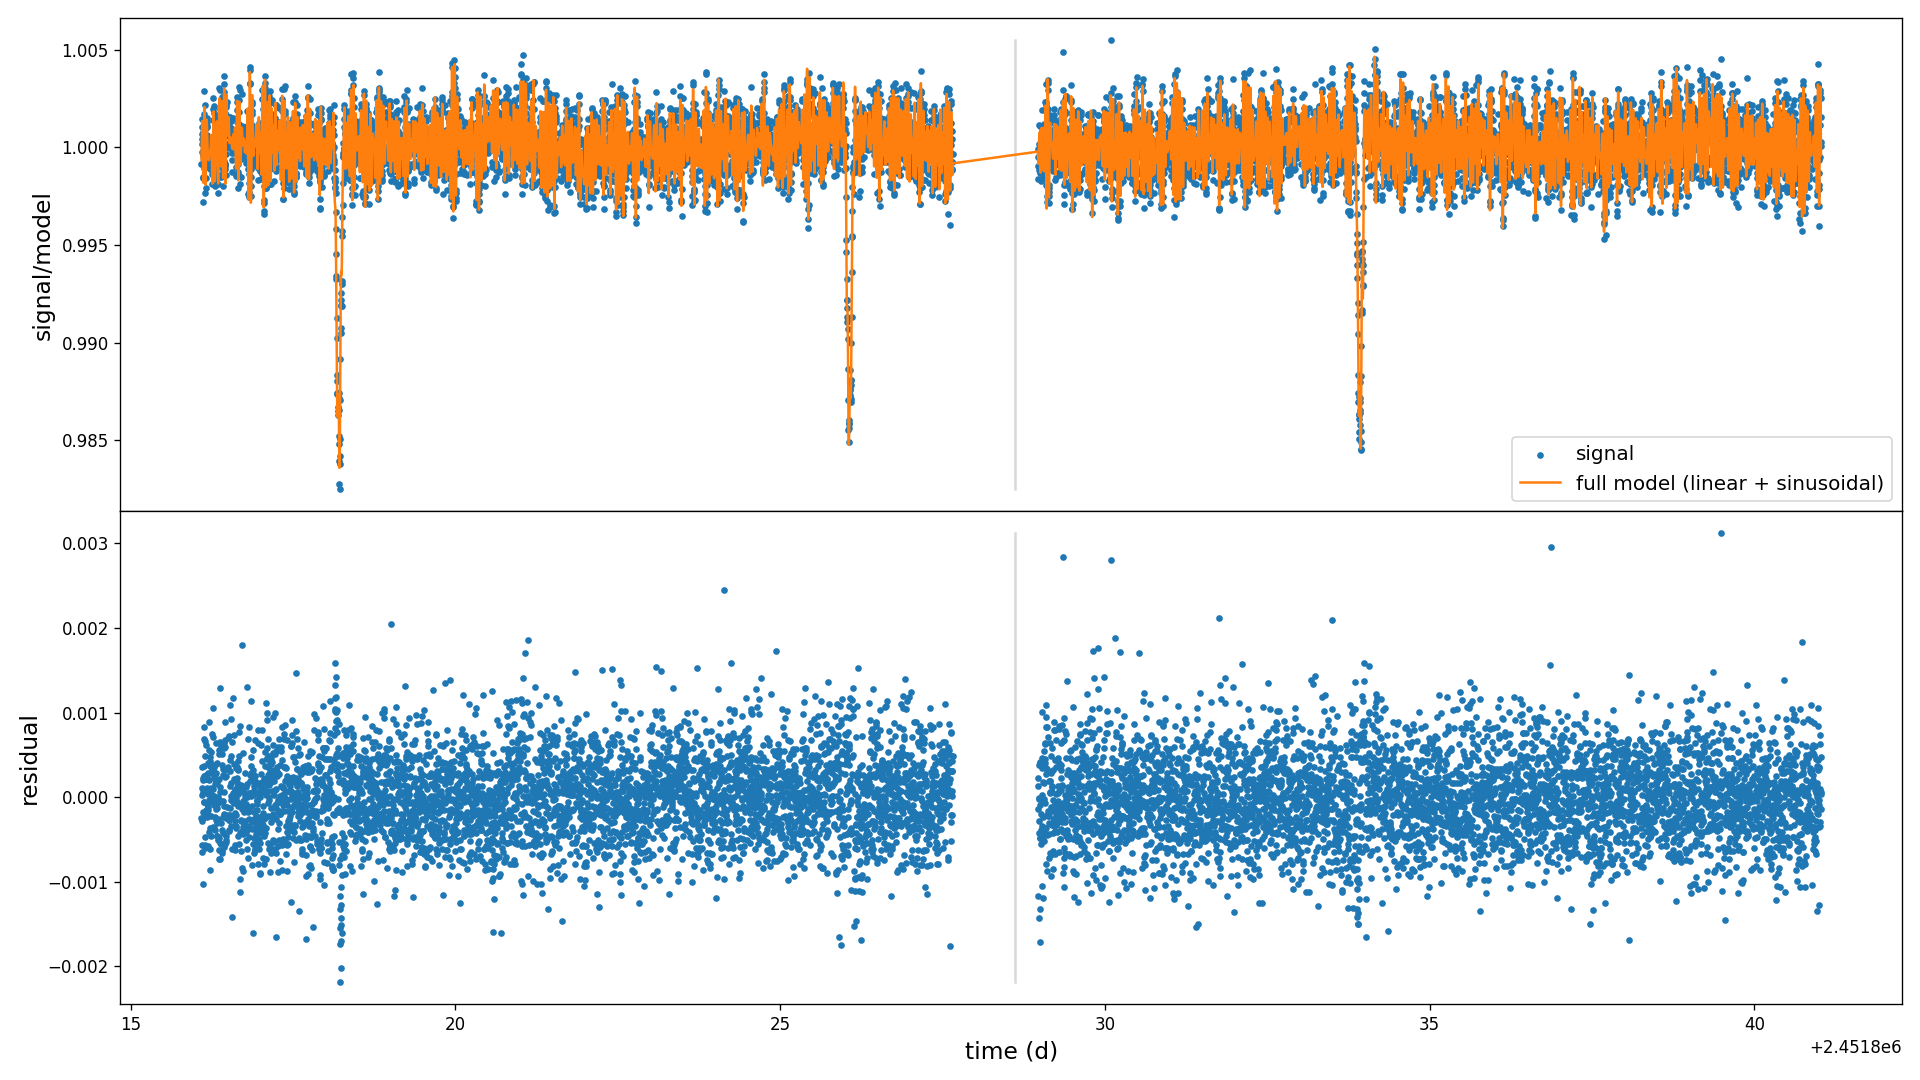 1.005
1.000
0.995
0.990
0.985
signal/model
signal
full model (linear + sinusoidal)
0.003
0.002
0.001
0.000
−0.001
−0.002
residual
15 20 25 30 35 40
time (d)
+2.4518e6